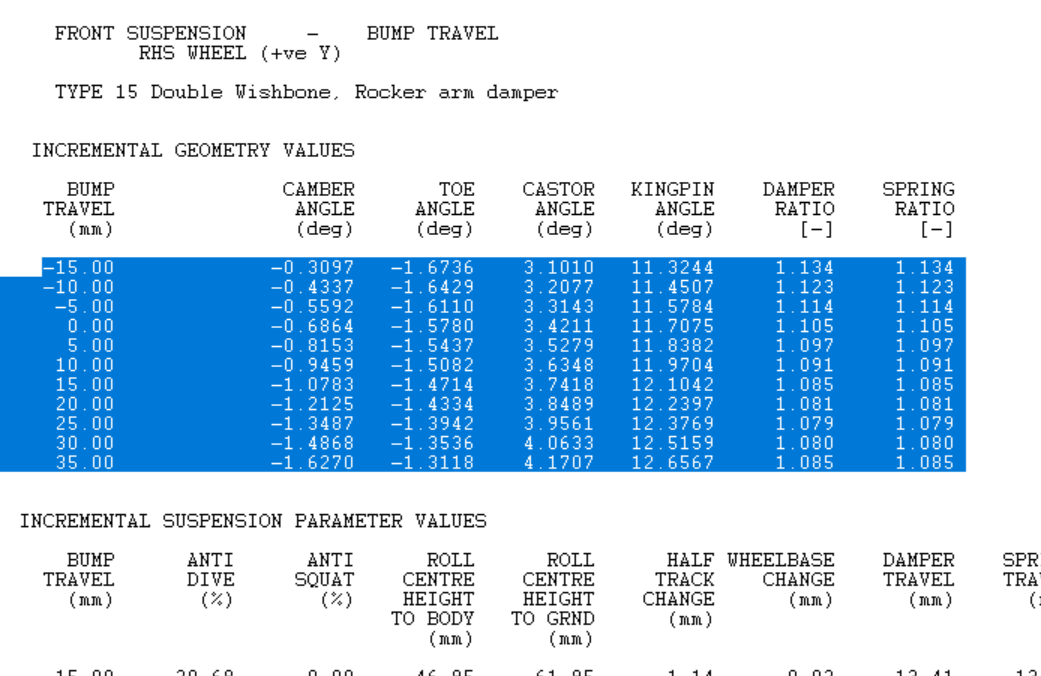 FRONT SUSPENSION - BUMP TRAVEL
RHS WHEEL (+ve Y)
TYPE 15 Double Wishbone, Rocker arm damper
INCREMENTAL GEOMETRY VALUES
BUMP CAMBER TOE CASTOR KINGPIN DAMPER SPRING
TRAVEL ANGLE ANGLE ANGLE ANGLE RATIO RATIO
(mm) (deg) (deg) (deg) (deg) [-] [-]
-15.00 -0.3097 -1.6736 3.1010 11.3244 1.134 1.134
-10.00 -0.4337 -1.6429 3.2077 11.4507 1.123 1.123
-5.00 -0.5592 -1.6110 3.3143 11.5784 1.114 1.114
0.00 -0.6864 -1.5780 3.4211 11.7075 1.105 1.105
5.00 -0.8153 -1.5437 3.5279 11.8382 1.097 1.097
10.00 -0.9459 -1.5082 3.6348 11.9704 1.091 1.091
15.00 -1.0783 -1.4714 3.7418 12.1042 1.085 1.085
20.00 -1.2125 -1.4334 3.8489 12.2397 1.081 1.081
25.00 -1.3487 -1.3942 3.9561 12.3769 1.079 1.079
30.00 -1.4868 -1.3536 4.0633 12.5159 1.080 1.080
35.00 -1.6270 -1.3118 4.1707 12.6567 1.085 1.085
INCREMENTAL SUSPENSION PARAMETER VALUES
BUMP ANTI ANTI ROLL ROLL HALF WHEELBASE DAMPER SPR
TRAVEL DIVE SQUAT CENTRE CENTRE TRACK CHANGE TRAVEL TRA
(mm) (%) (%) HEIGHT HEIGHT CHANGE (mm) (mm) (
TO BODY TO GRND (mm)
(mm) (mm)